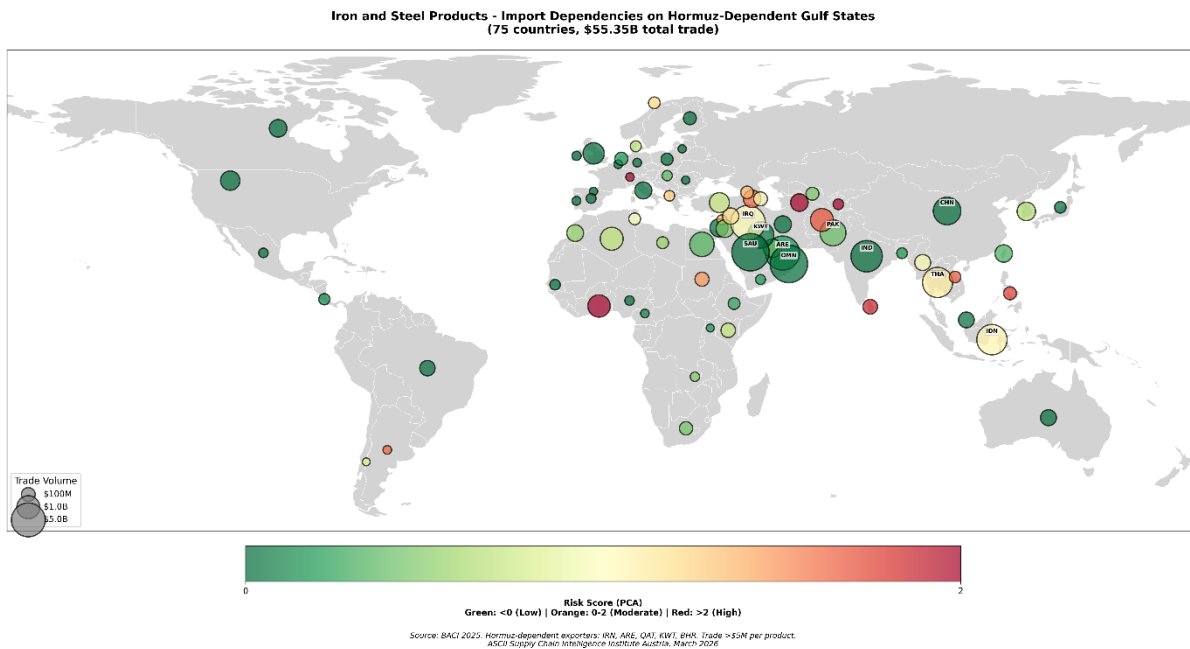 Iron and Steel Products - Import Dependencies on Hormuz-Dependent Gulf States
(75 countries, $55.35B total trade)
CHN
IRQ
PAK
KWT
SAU
ARE
IND
OMN
THA
IDN
Trade Volume
$100M
$1.0B
$5.0B
0
2
Risk Score (PCA)
Green: <0 (Low) | Orange: 0-2 (Moderate) | Red: >2 (High)
Source: BACI 2025. Hormuz-dependent exporters: IRN, ARE, QAT, KWT, BHR. Trade >$5M per product.
ASCII Supply Chain Intelligence Institute Austria, March 2026